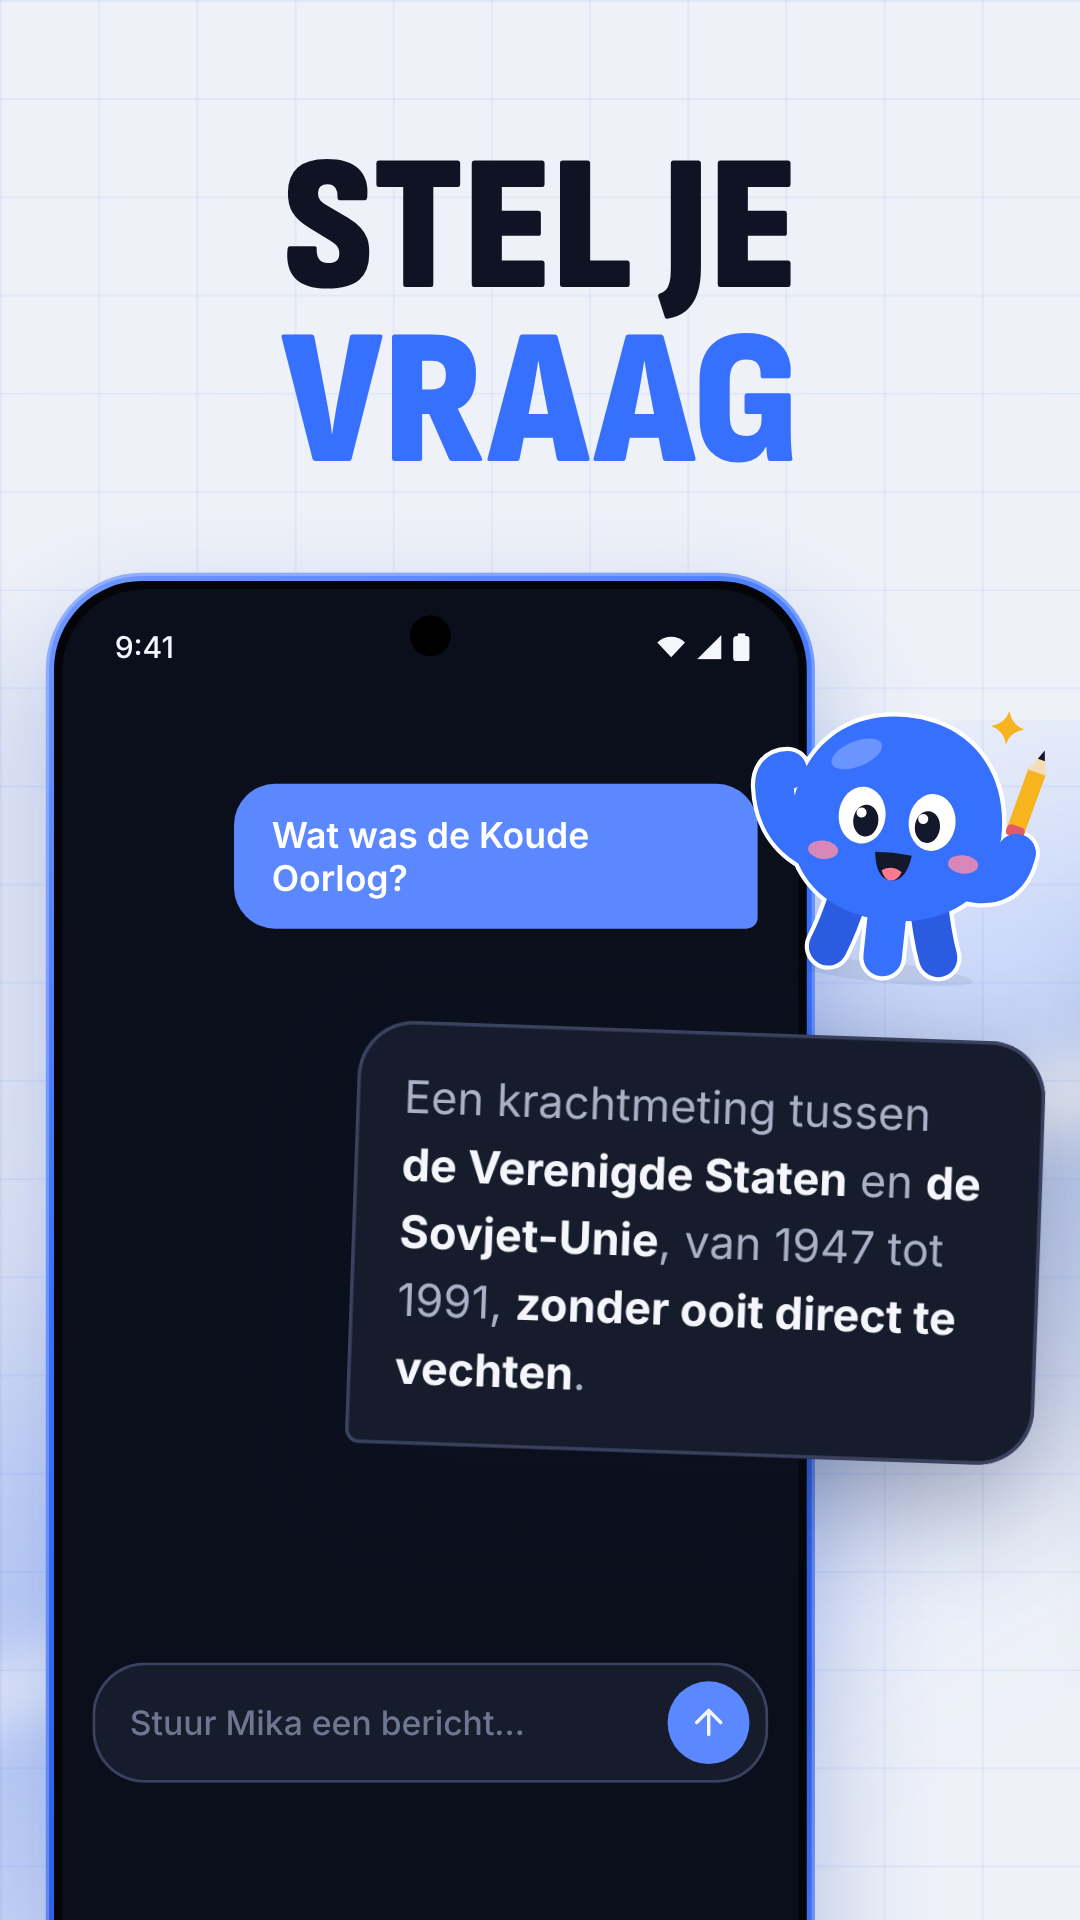 STEL JE
VRAAG
9:41
Wat was de Koude
Oorlog?
Een krachtmeting tussen
de Verenigde Staten en de
Sovjet-Unie, van 1947 tot
1991, zonder ooit direct te
vechten.
Stuur Mika een bericht...